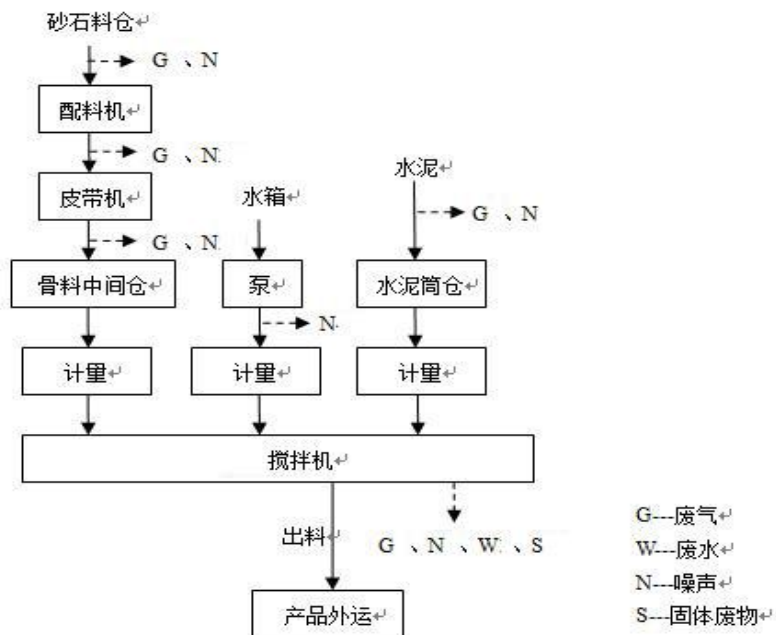 砂石料仓
G 、N
配料机
G 、N
皮带机
水箱
水泥
G 、N
G 、N
骨料中间仓
泵
水泥筒仓
N
计量
计量
计量
搅拌机
出料
G 、N 、W 、S
产品外运
G---废气
W---废水
N---噪声
S---固体废物